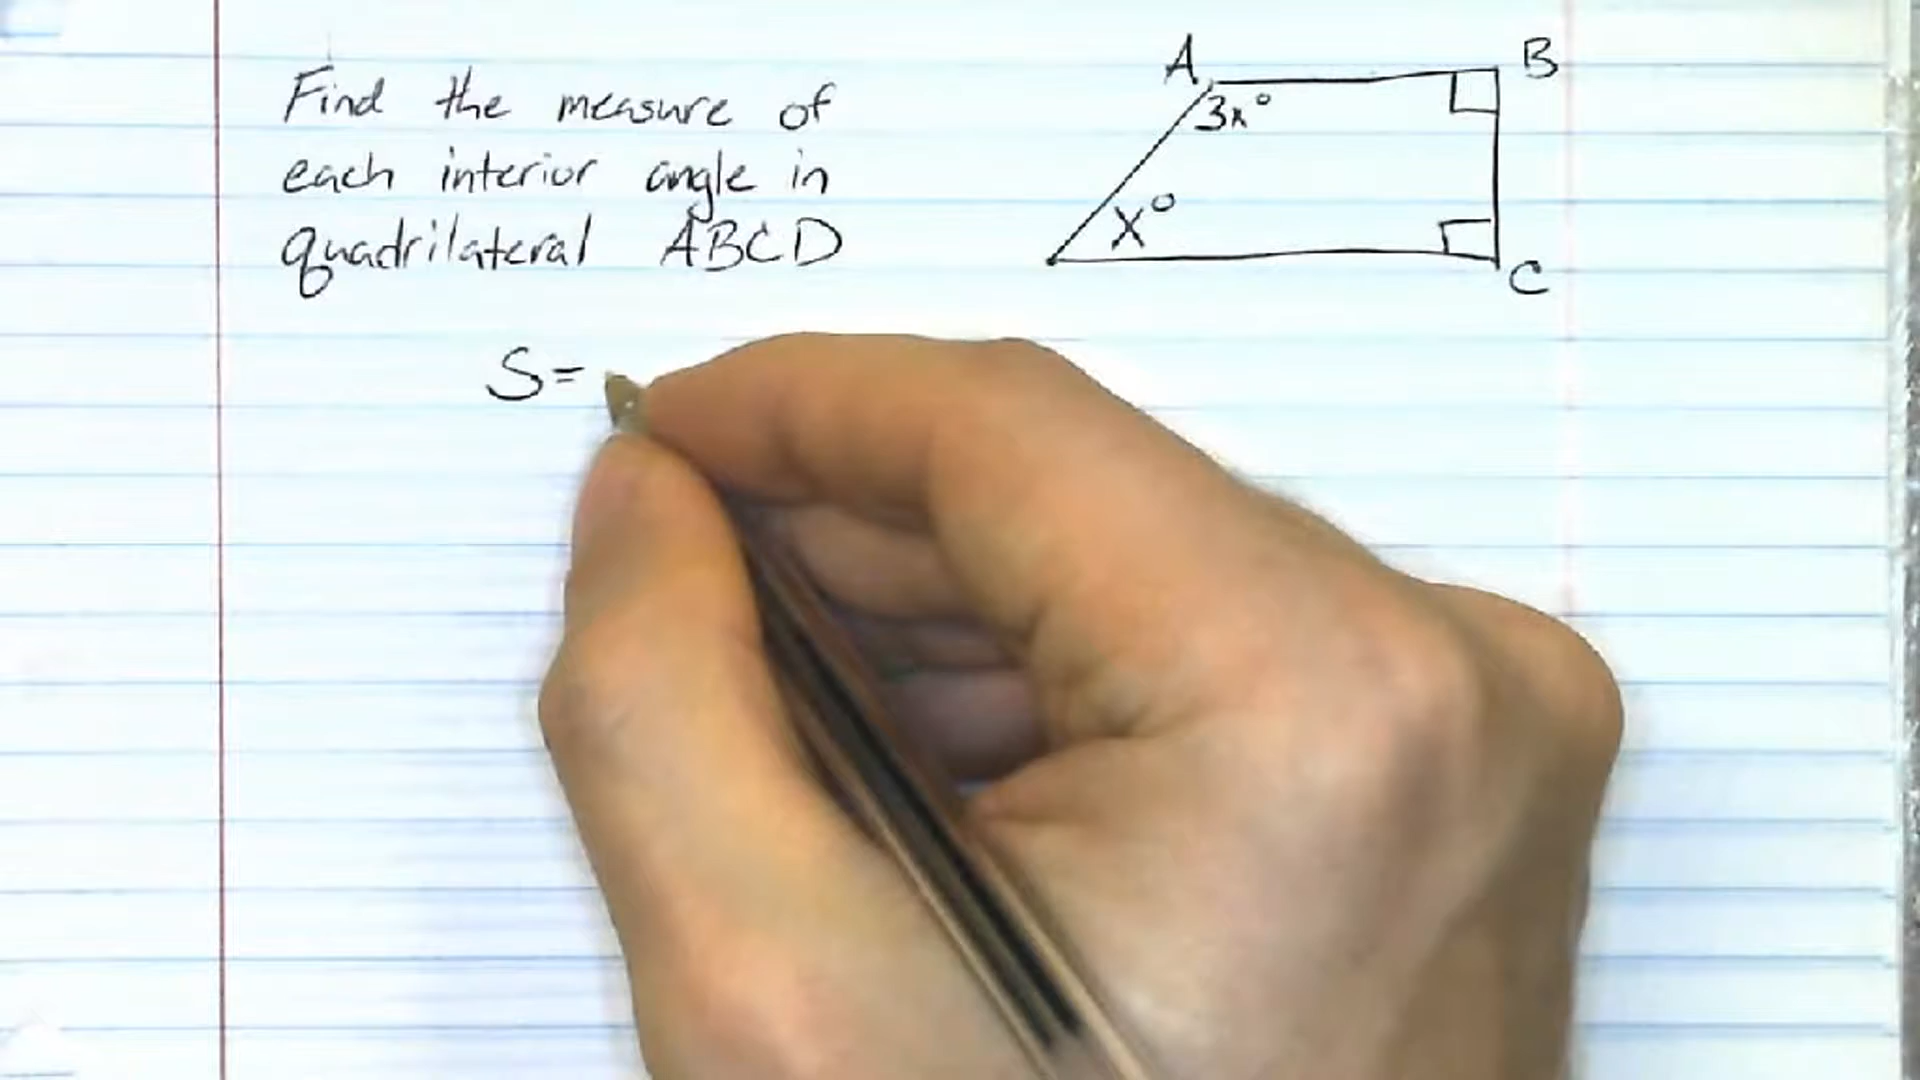 Find the measure of
each interior angle in
quadrilateral ABCD
A
B
3x°
x°
C
S=